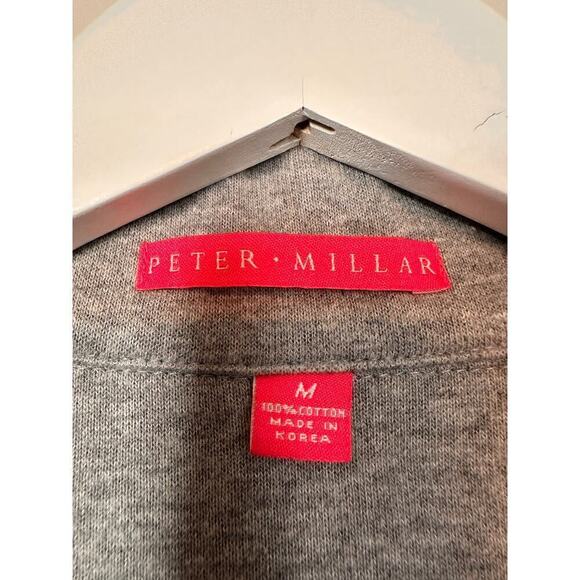 PETER · MILLAR
M
100% COTTON
MADE IN
KOREA